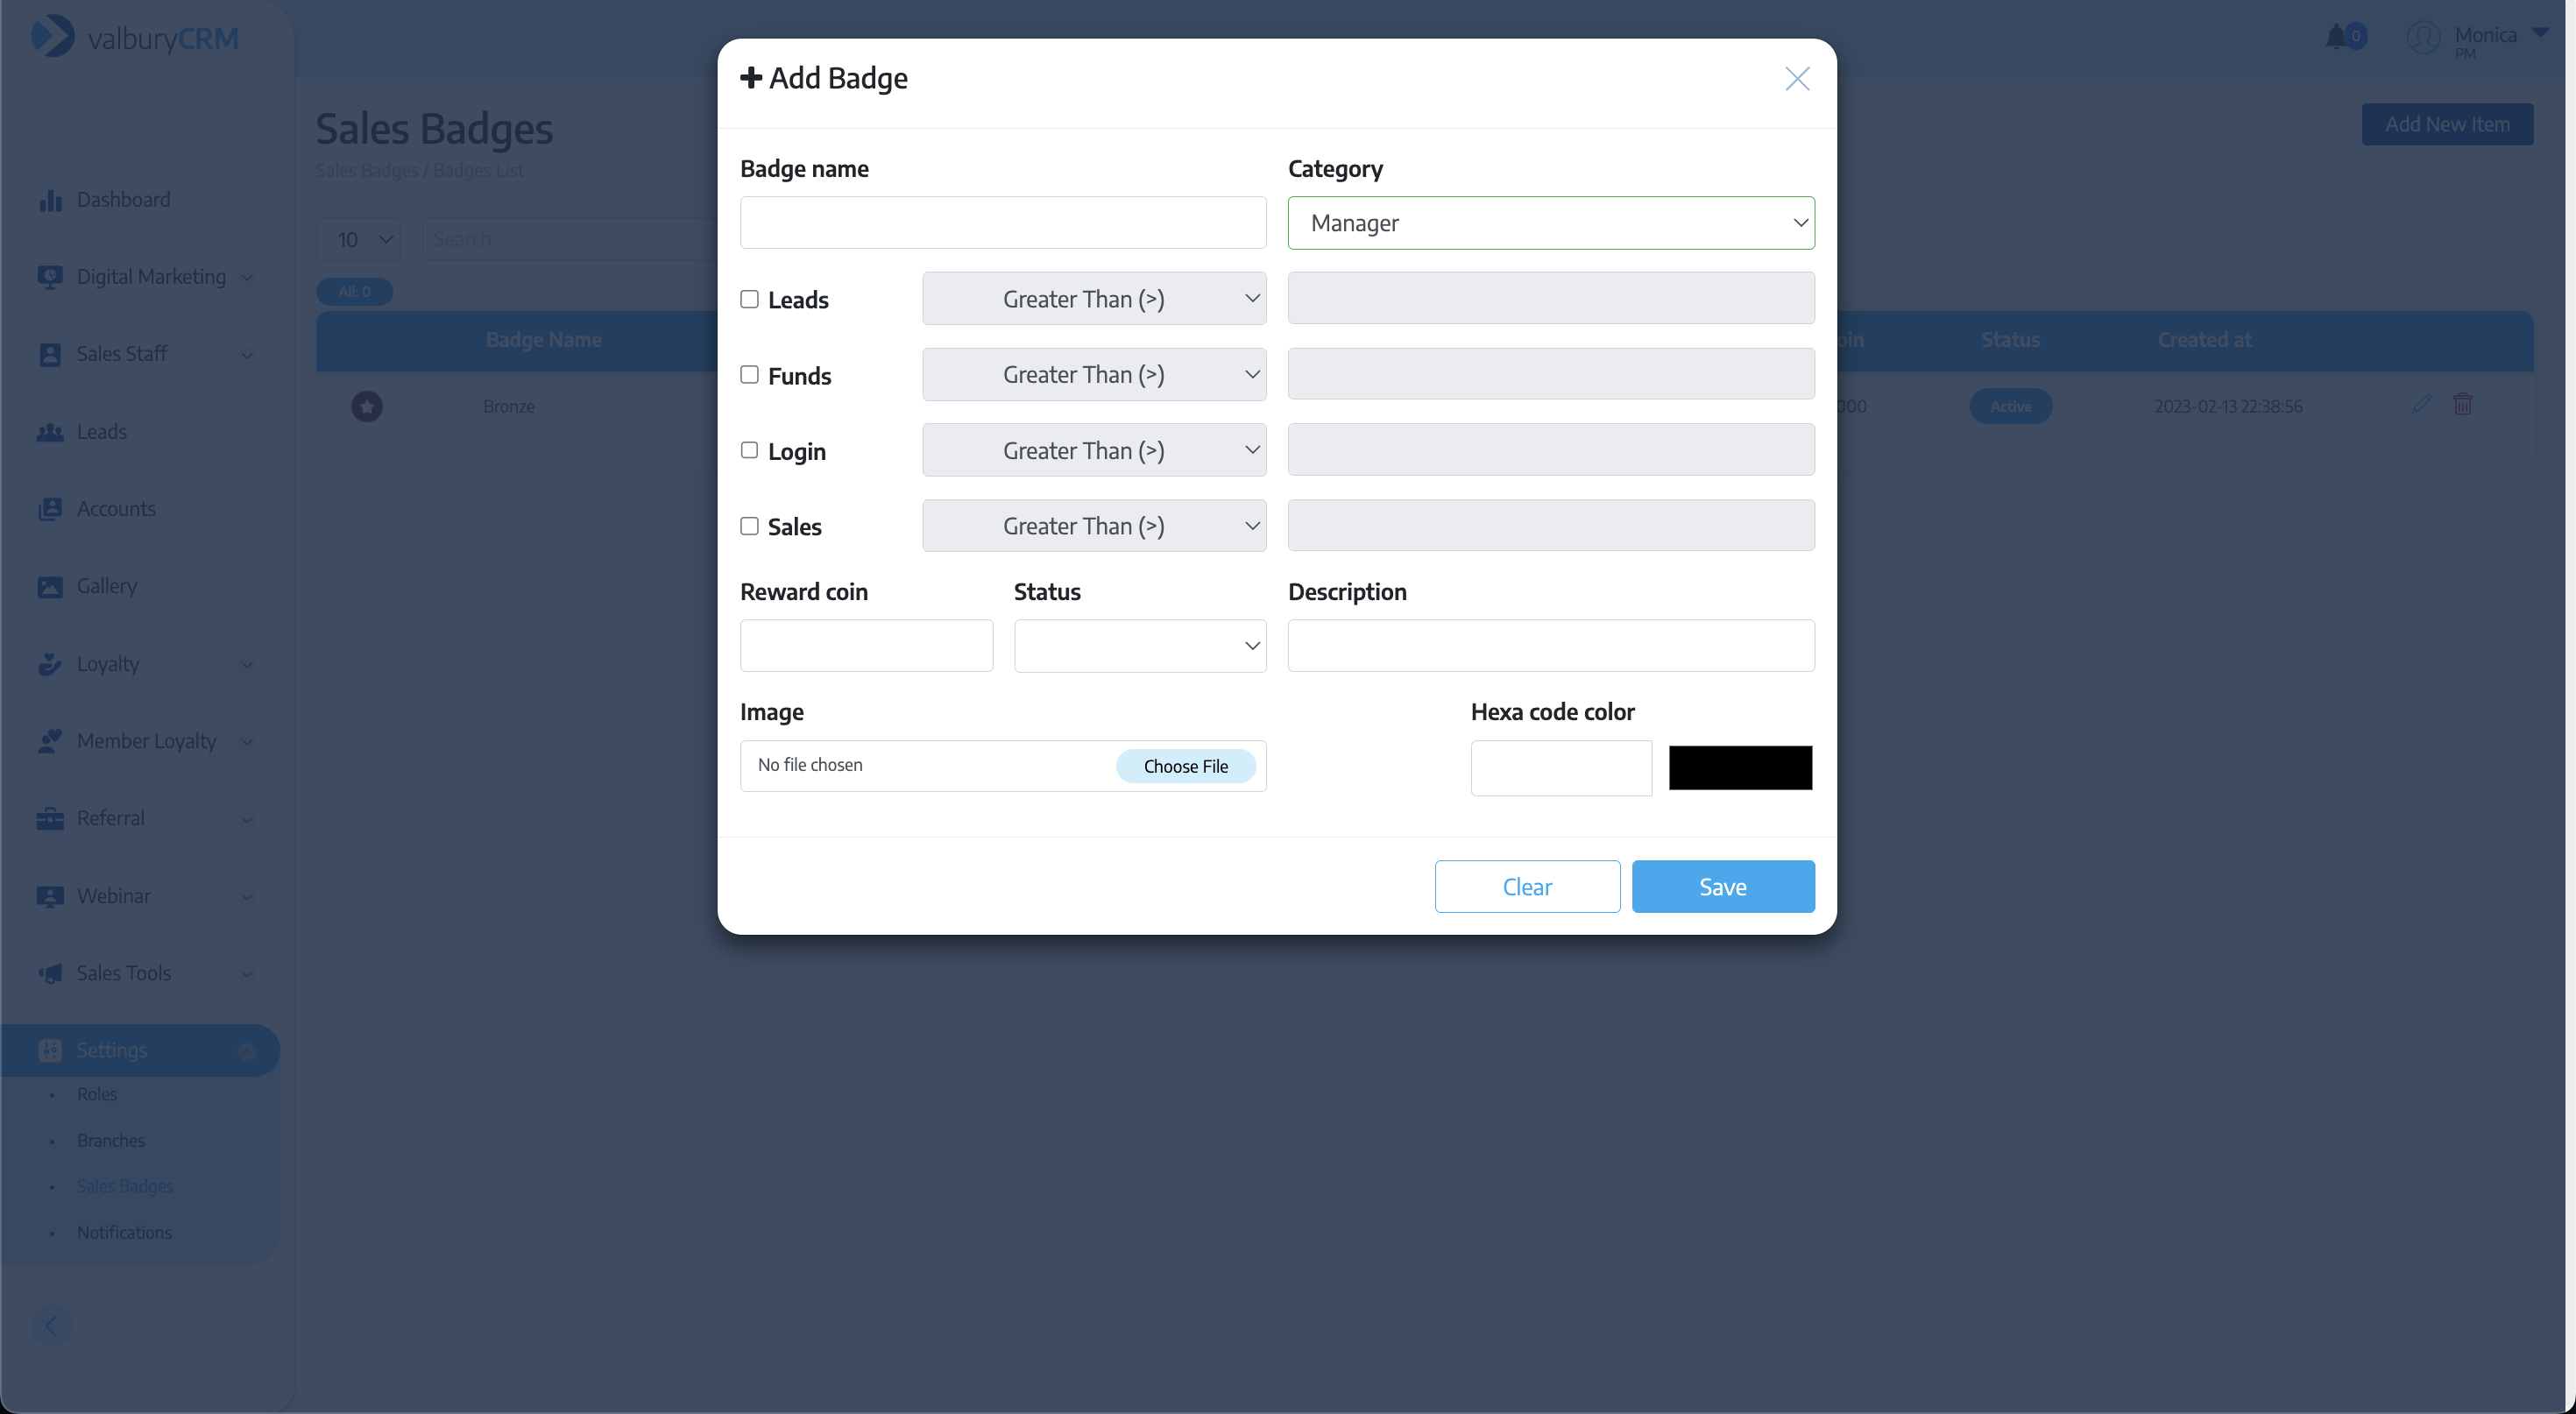 valburyCRM
0
Monica
PM
Dashboard
Digital Marketing
Sales Staff
Leads
Accounts
Gallery
Loyalty
Member Loyalty
Referral
Webinar
Sales Tools
Settings
Roles
Branches
Sales Badges
Notifications
Sales Badges
Sales Badges / Badges List
Add New Item
10
Search
All: 0
Badge Name
oin
Status
Created at
Bronze
000
Active
2023-02-13 22:38:56
Add Badge
Badge name
Category
Manager
Leads
Greater Than (>)
Funds
Greater Than (>)
Login
Greater Than (>)
Sales
Greater Than (>)
Reward coin
Status
Description
Image
Hexa code color
No file chosen
Choose File
Clear
Save